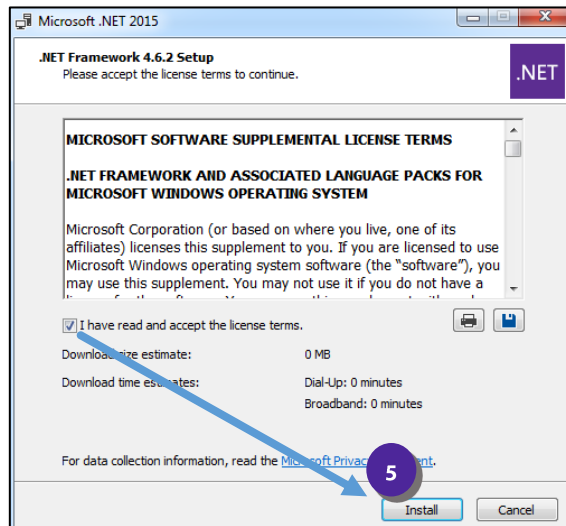 Microsoft .NET 2015
.NET Framework 4.6.2 Setup
Please accept the license terms to continue.
.NET
MICROSOFT SOFTWARE SUPPLEMENTAL LICENSE TERMS
.NET FRAMEWORK AND ASSOCIATED LANGUAGE PACKS FOR
MICROSOFT WINDOWS OPERATING SYSTEM
Microsoft Corporation (or based on where you live, one of its
affiliates) licenses this supplement to you. If you are licensed to use
Microsoft Windows operating system software (the “software”), you
may use this supplement. You may not use it if you do not have a
I have read and accept the license terms.
Download size estimate: 0 MB
Download time estimates: Dial-Up: 0 minutes
Broadband: 0 minutes
For data collection information, read the Microsoft
5
Install Cancel